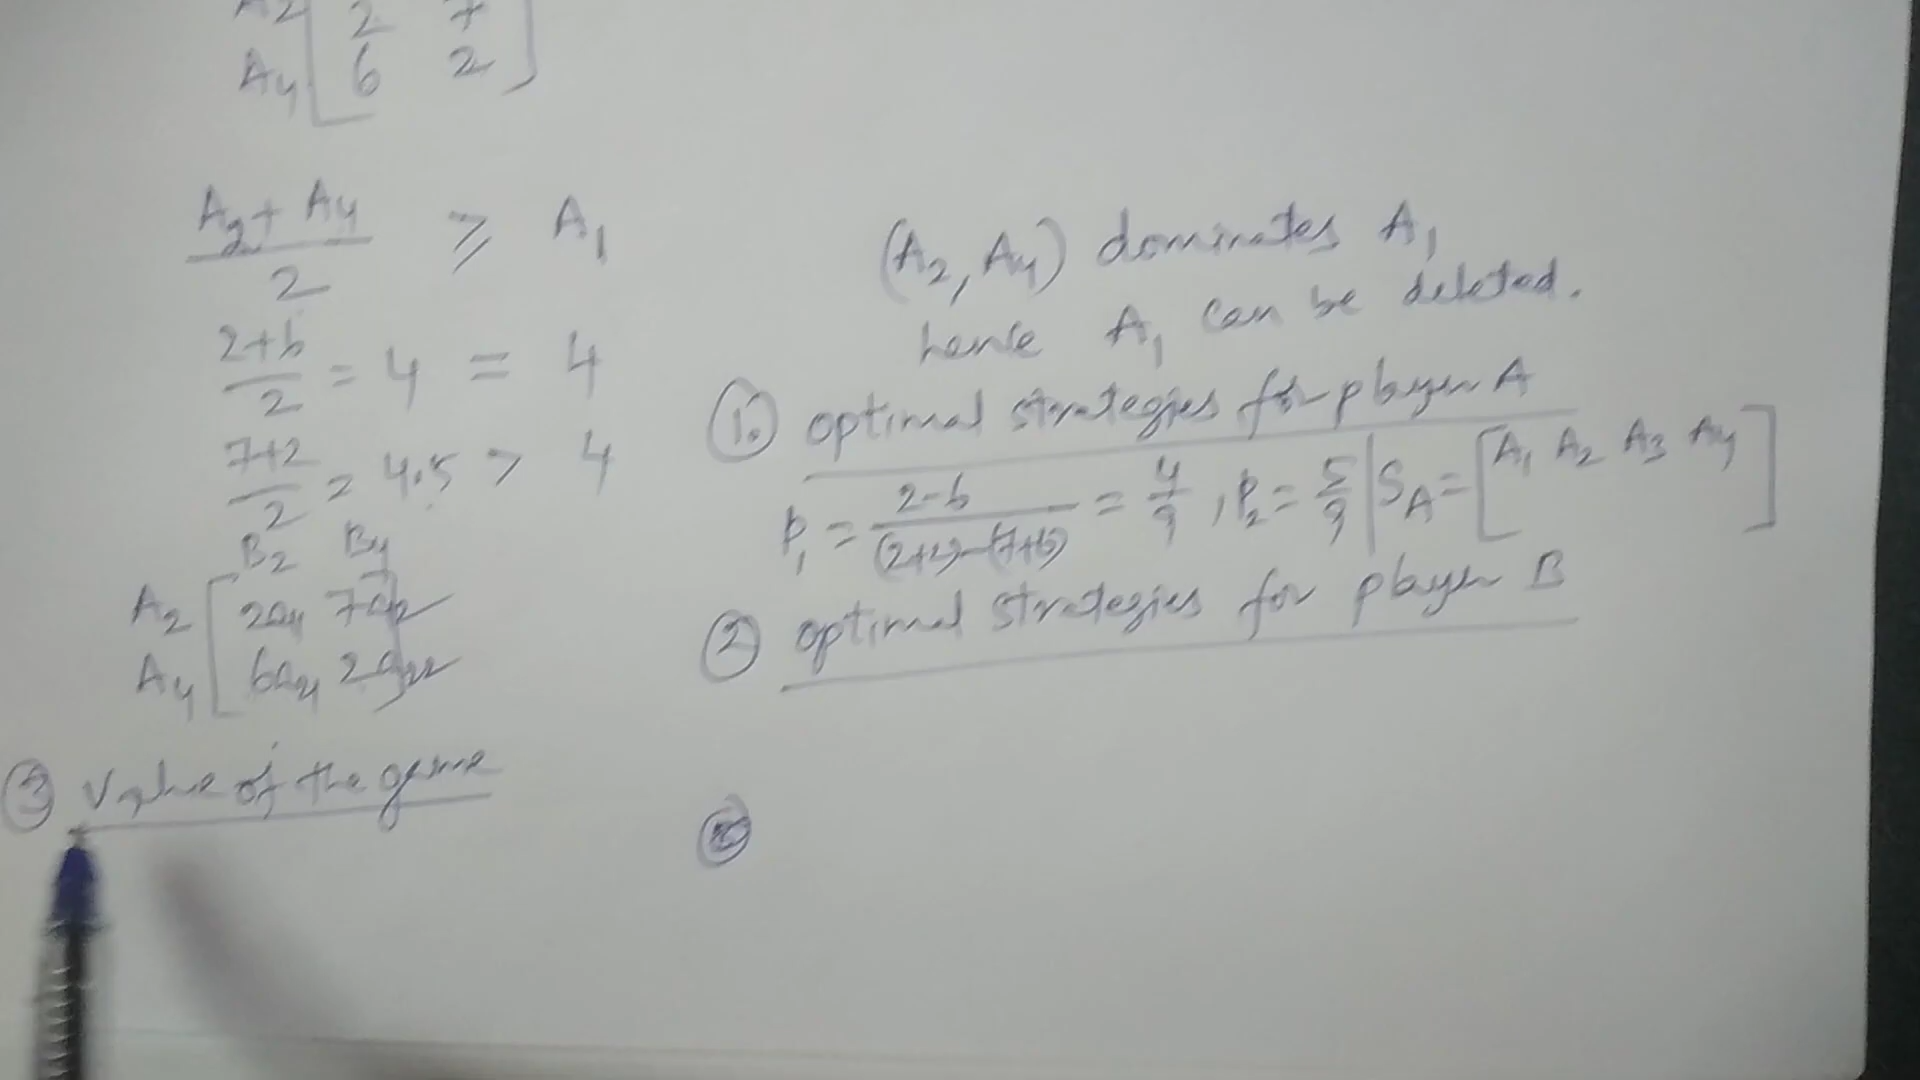 A2 2 7
A4 6 2
A2 + A4 / 2 ≥ A1
2+6 / 2 = 4 = 4
7+2 / 2 = 4.5 > 4
B2 B4
A2 2 7
A4 6 2
③ Value of the game
(A2, A4) dominates A1
hence A1 can be deleted.
① optimal strategies for player A
P1 = 2-6 / (2+2)-(7+6) = 4/9 , P2 = 5/9 | SA = [A1 A2 A3 A4]
② optimal strategies for player B